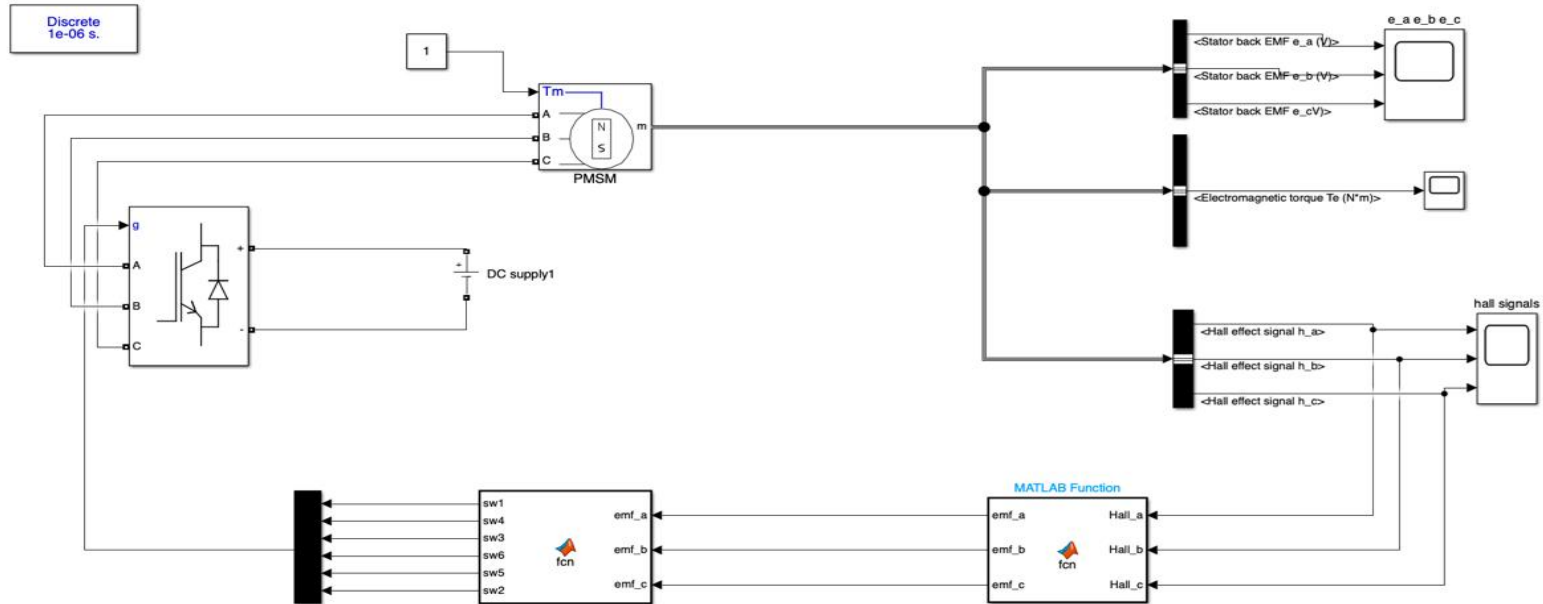 Discrete
1e-06 s.
1
Tm
A
B
C
m
N
S
PMSM
e_a e_b e_c
<Stator back EMF e_a (V)>
<Stator back EMF e_b (V)>
<Stator back EMF e_cV)>
<Electromagnetic torque Te (N*m)>
g
A
B
C
+
-
+
DC supply1
hall signals
<Hall effect signal h_a>
<Hall effect signal h_b>
<Hall effect signal h_c>
sw1
sw4
sw3
sw6
sw5
sw2
fcn
emf_a
emf_b
emf_c
MATLAB Function
emf_a
emf_b
emf_c
fcn
Hall_a
Hall_b
Hall_c